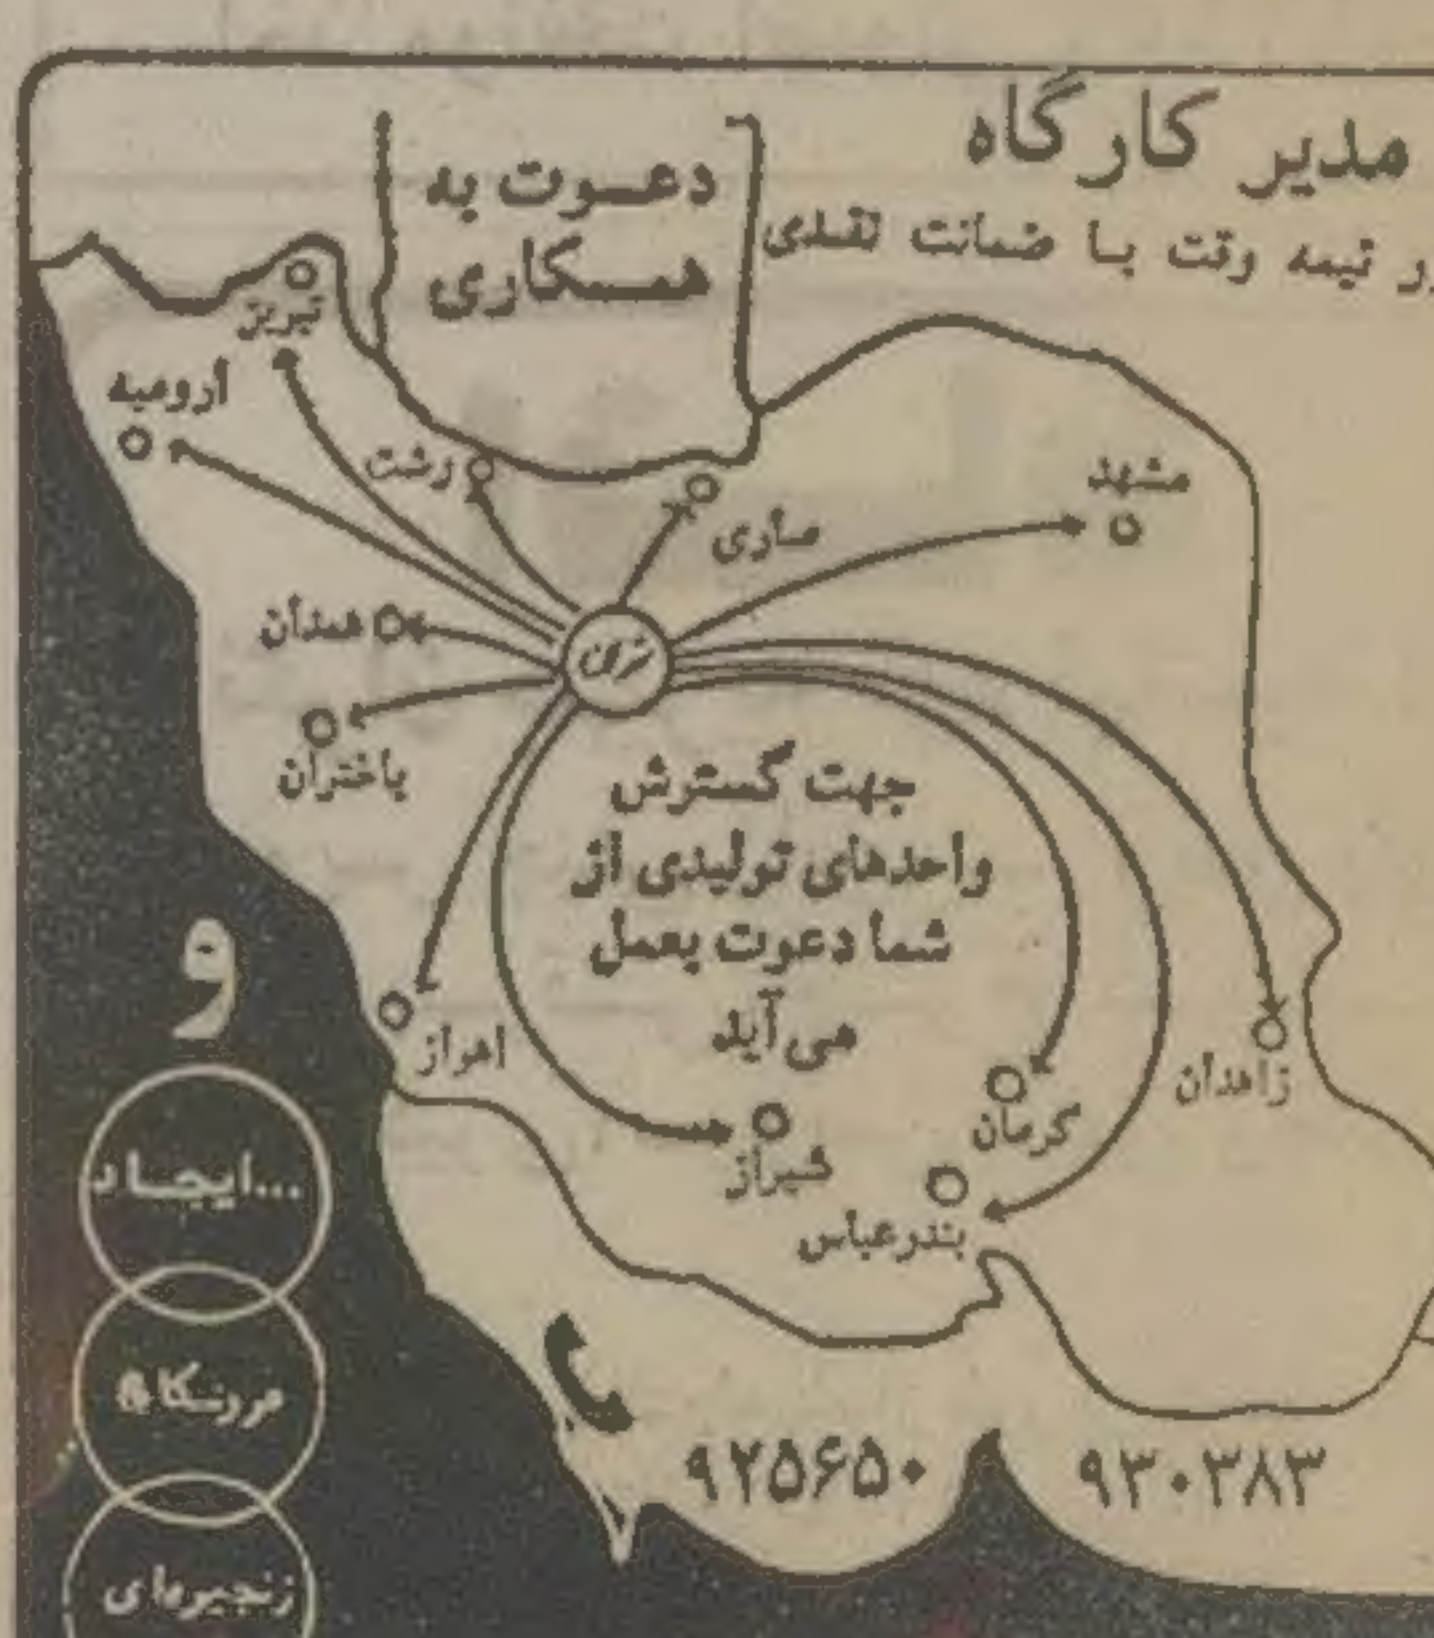 مدیر کارگاه
ر نیمه وقت با ضمانت نقدی
دعوت به
همکاری
تبریز
ارومیه
رشت
ساری
مشهد
همدان
باختران
جهت گسترش
واحدهای تولیدی از
شما دعوت بعمل
می‌آید
اهواز
شیراز
کرمان
زاهدان
بندرعباس
و
...ایجاد
فروشگاه
زنجیره‌ای
۹۲۵۶۵۰
۹۳۰۳۸۳